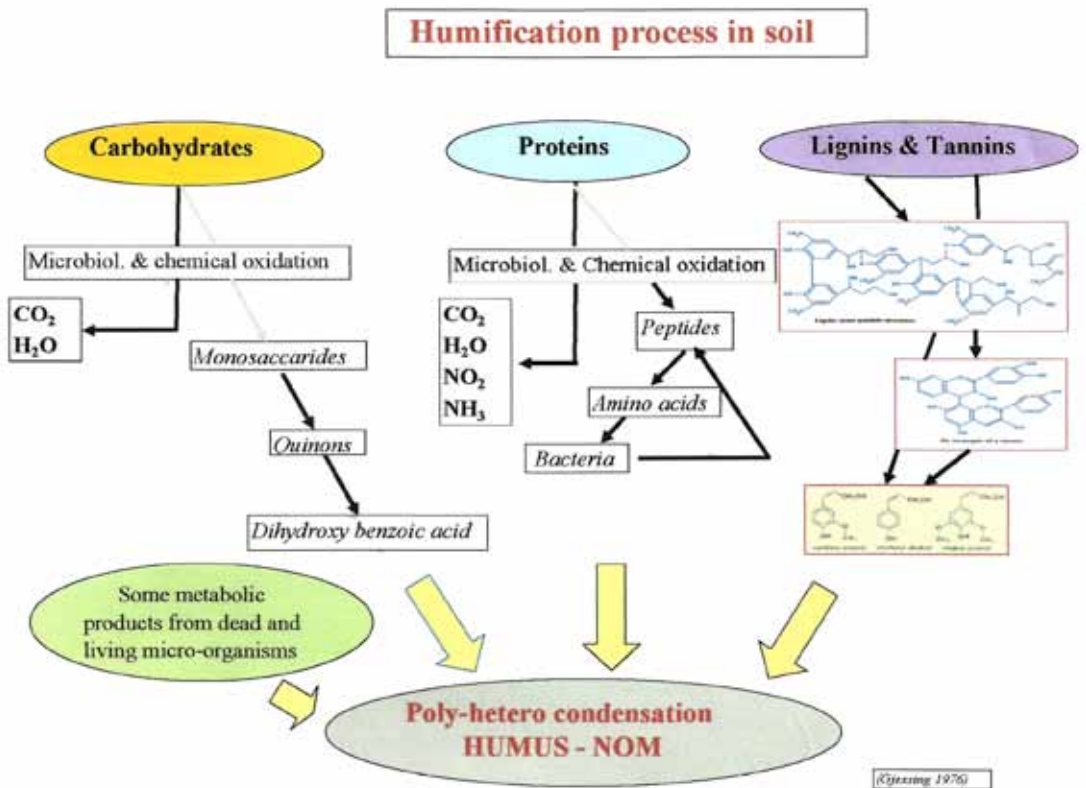 Humification process in soil
Carbohydrates
Proteins
Lignins & Tannins
Microbiol. & chemical oxidation
CO₂
H₂O
Monosaccarides
Quinons
Dihydroxy benzoic acid
Microbiol. & Chemical oxidation
CO₂
H₂O
NO₂
NH₃
Peptides
Amino acids
Bacteria
Some metabolic
products from dead and
living micro-organisms
Poly-hetero condensation
HUMUS - NOM
(Gjessing 1976)